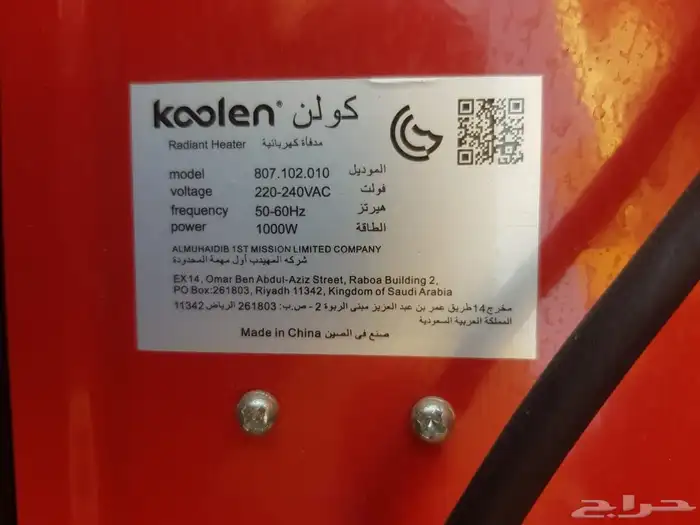 koolen® كولن
Radiant Heater مدفأة كهربائية
model 807.102.010 الموديل
voltage 220-240VAC فولت
frequency 50-60Hz هيرتز
power 1000W الطاقة
ALMUHAIDIB 1ST MISSION LIMITED COMPANY
شركه المهيدب أول مهمة المحدودة
EX14, Omar Ben Abdul-Aziz Street, Raboa Building 2,
PO Box:261803, Riyadh 11342, Kingdom of Saudi Arabia
مخرج14 طريق عمر بن عبد العزيز مبنى الربوة 2 - ص.ب: 261803 الرياض 11342
المملكة العربية السعودية
Made in China صنع في الصين
حراج